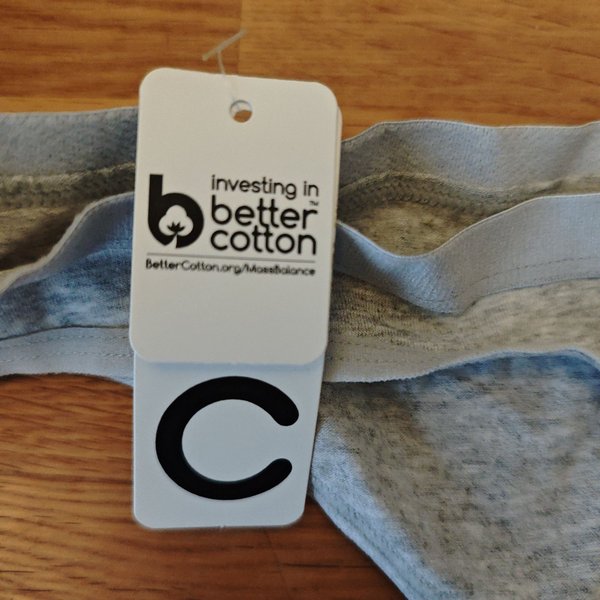 investing in
better™
cotton
BetterCotton.org/MassBalance
C